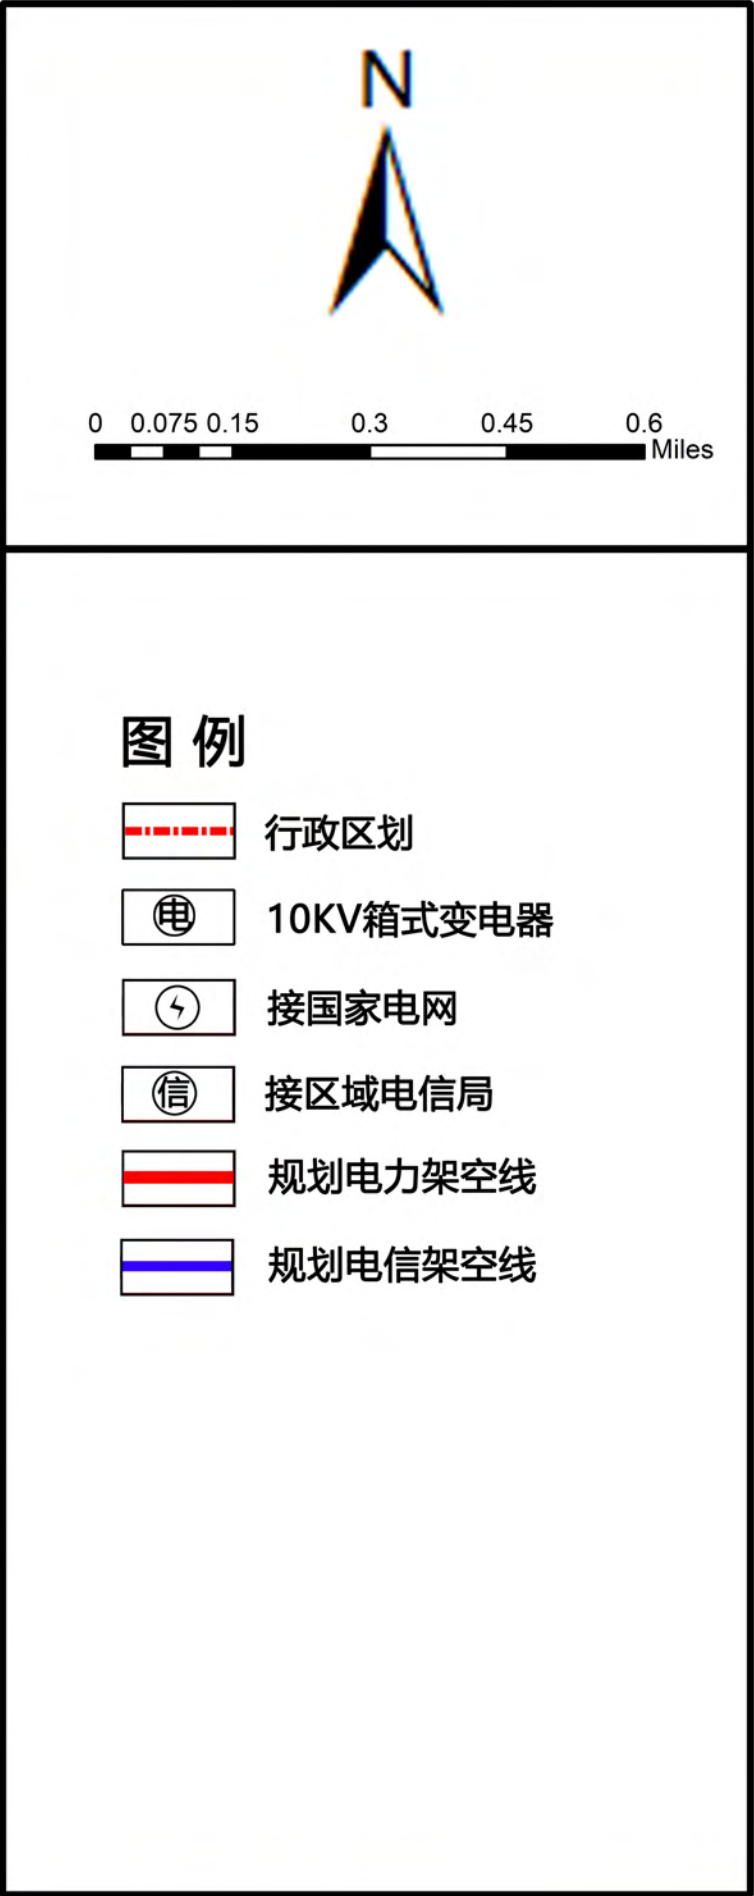 N
0 0.075 0.15 0.3 0.45 0.6
Miles
图 例
行政区划
电 10KV箱式变电器
接国家电网
信 接区域电信局
规划电力架空线
规划电信架空线